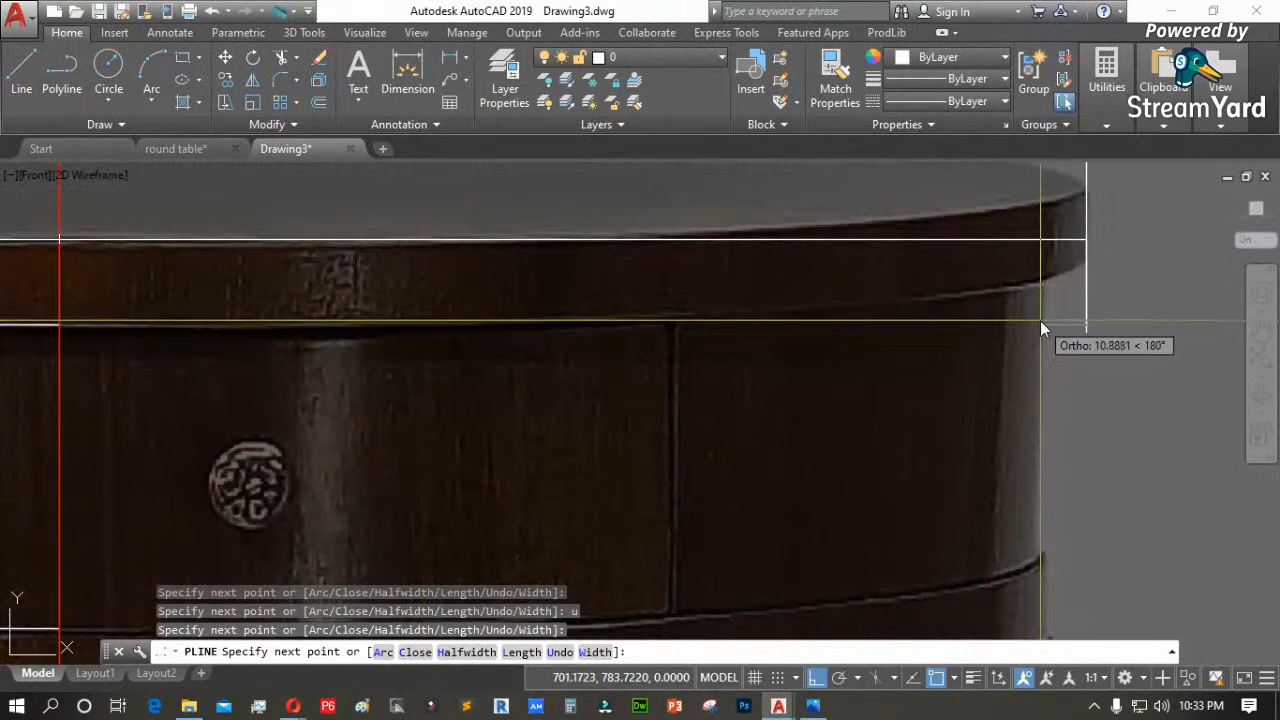 Autodesk AutoCAD 2019 Drawing3.dwg
Type a keyword or phrase
Sign In
Powered by
StreamYard
Home Insert Annotate Parametric 3D Tools Visualize View Manage Output Add-ins Collaborate Express Tools Featured Apps ProdLib
Line Polyline Circle Arc
Text Dimension
Layer Properties
0
Insert
Match Properties
ByLayer
ByLayer
ByLayer
Group
Utilities
Clipboard
View
Draw Modify Annotation Layers Block Properties Groups
Start round table* Drawing3*
[−][Front][2D Wireframe]
Un...
Ortho: 10.8881 < 180°
Y
X
Specify next point or [Arc/Close/Halfwidth/Length/Undo/Width]:
Specify next point or [Arc/Close/Halfwidth/Length/Undo/Width]: u
Specify next point or [Arc/Close/Halfwidth/Length/Undo/Width]:
PLINE Specify next point or [Arc Close Halfwidth Length Undo Width]:
Model Layout1 Layout2 +
701.1723, 783.7220, 0.0000 MODEL 1:1
10:33 PM